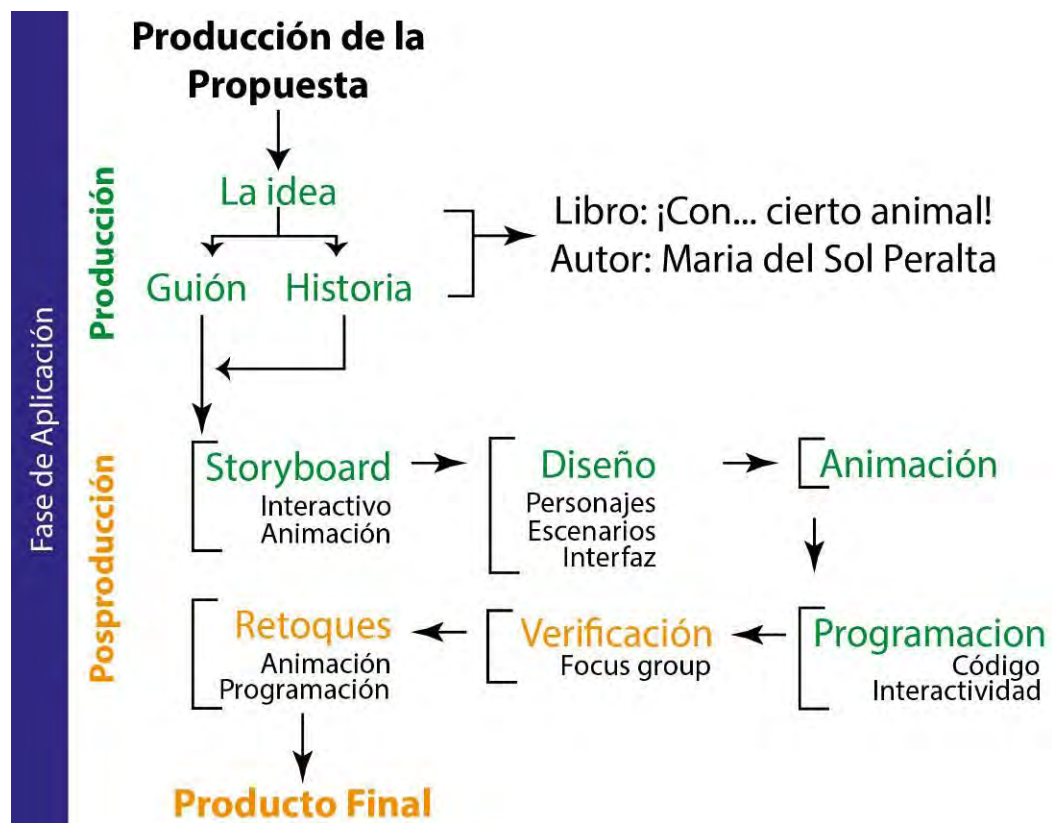 Fase de Aplicación
Producción de la
Propuesta
Producción
La idea
Guión Historia
Libro: ¡Con... cierto animal!
Autor: Maria del Sol Peralta
Posproducción
Storyboard
Interactivo
Animación
Diseño
Personajes
Escenarios
Interfaz
Animación
Programacion
Código
Interactividad
Verificación
Focus group
Retoques
Animación
Programación
Producto Final